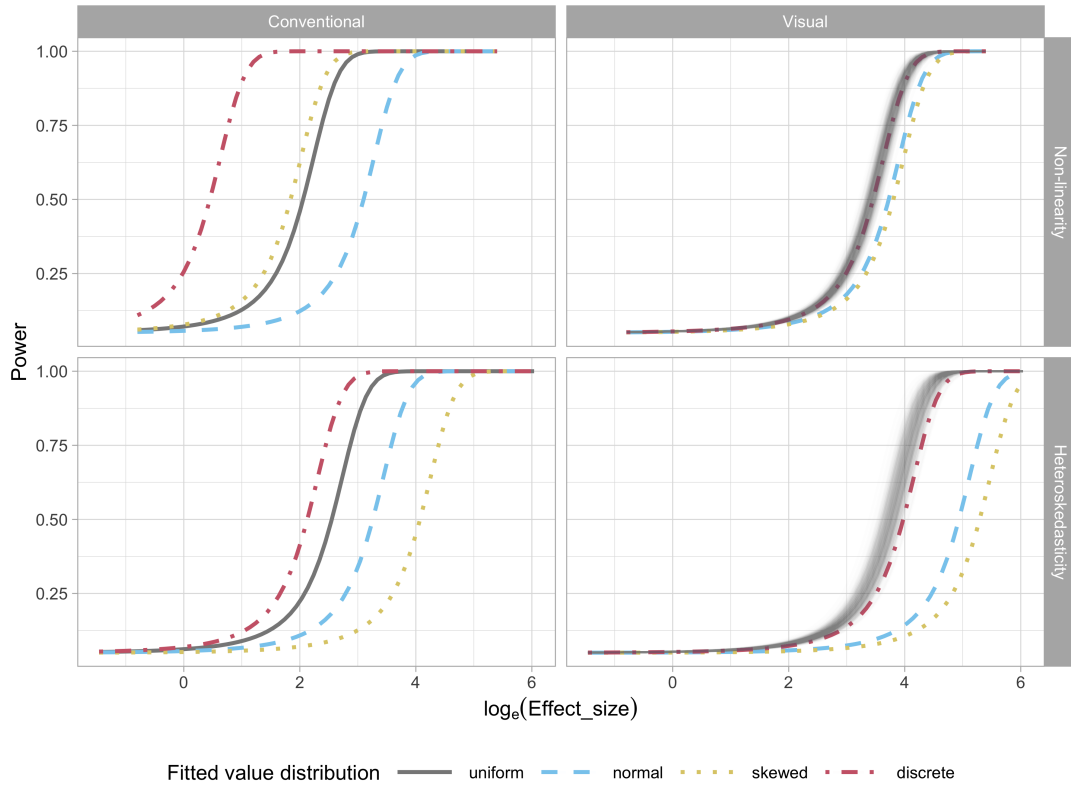 Conventional
Visual
1.00
0.75
0.50
0.25
Non-linearity
Power
1.00
0.75
0.50
0.25
Heteroskedasticity
0
2
4
6
0
2
4
6
logₑ(Effect_size)
Fitted value distribution
uniform
normal
skewed
discrete